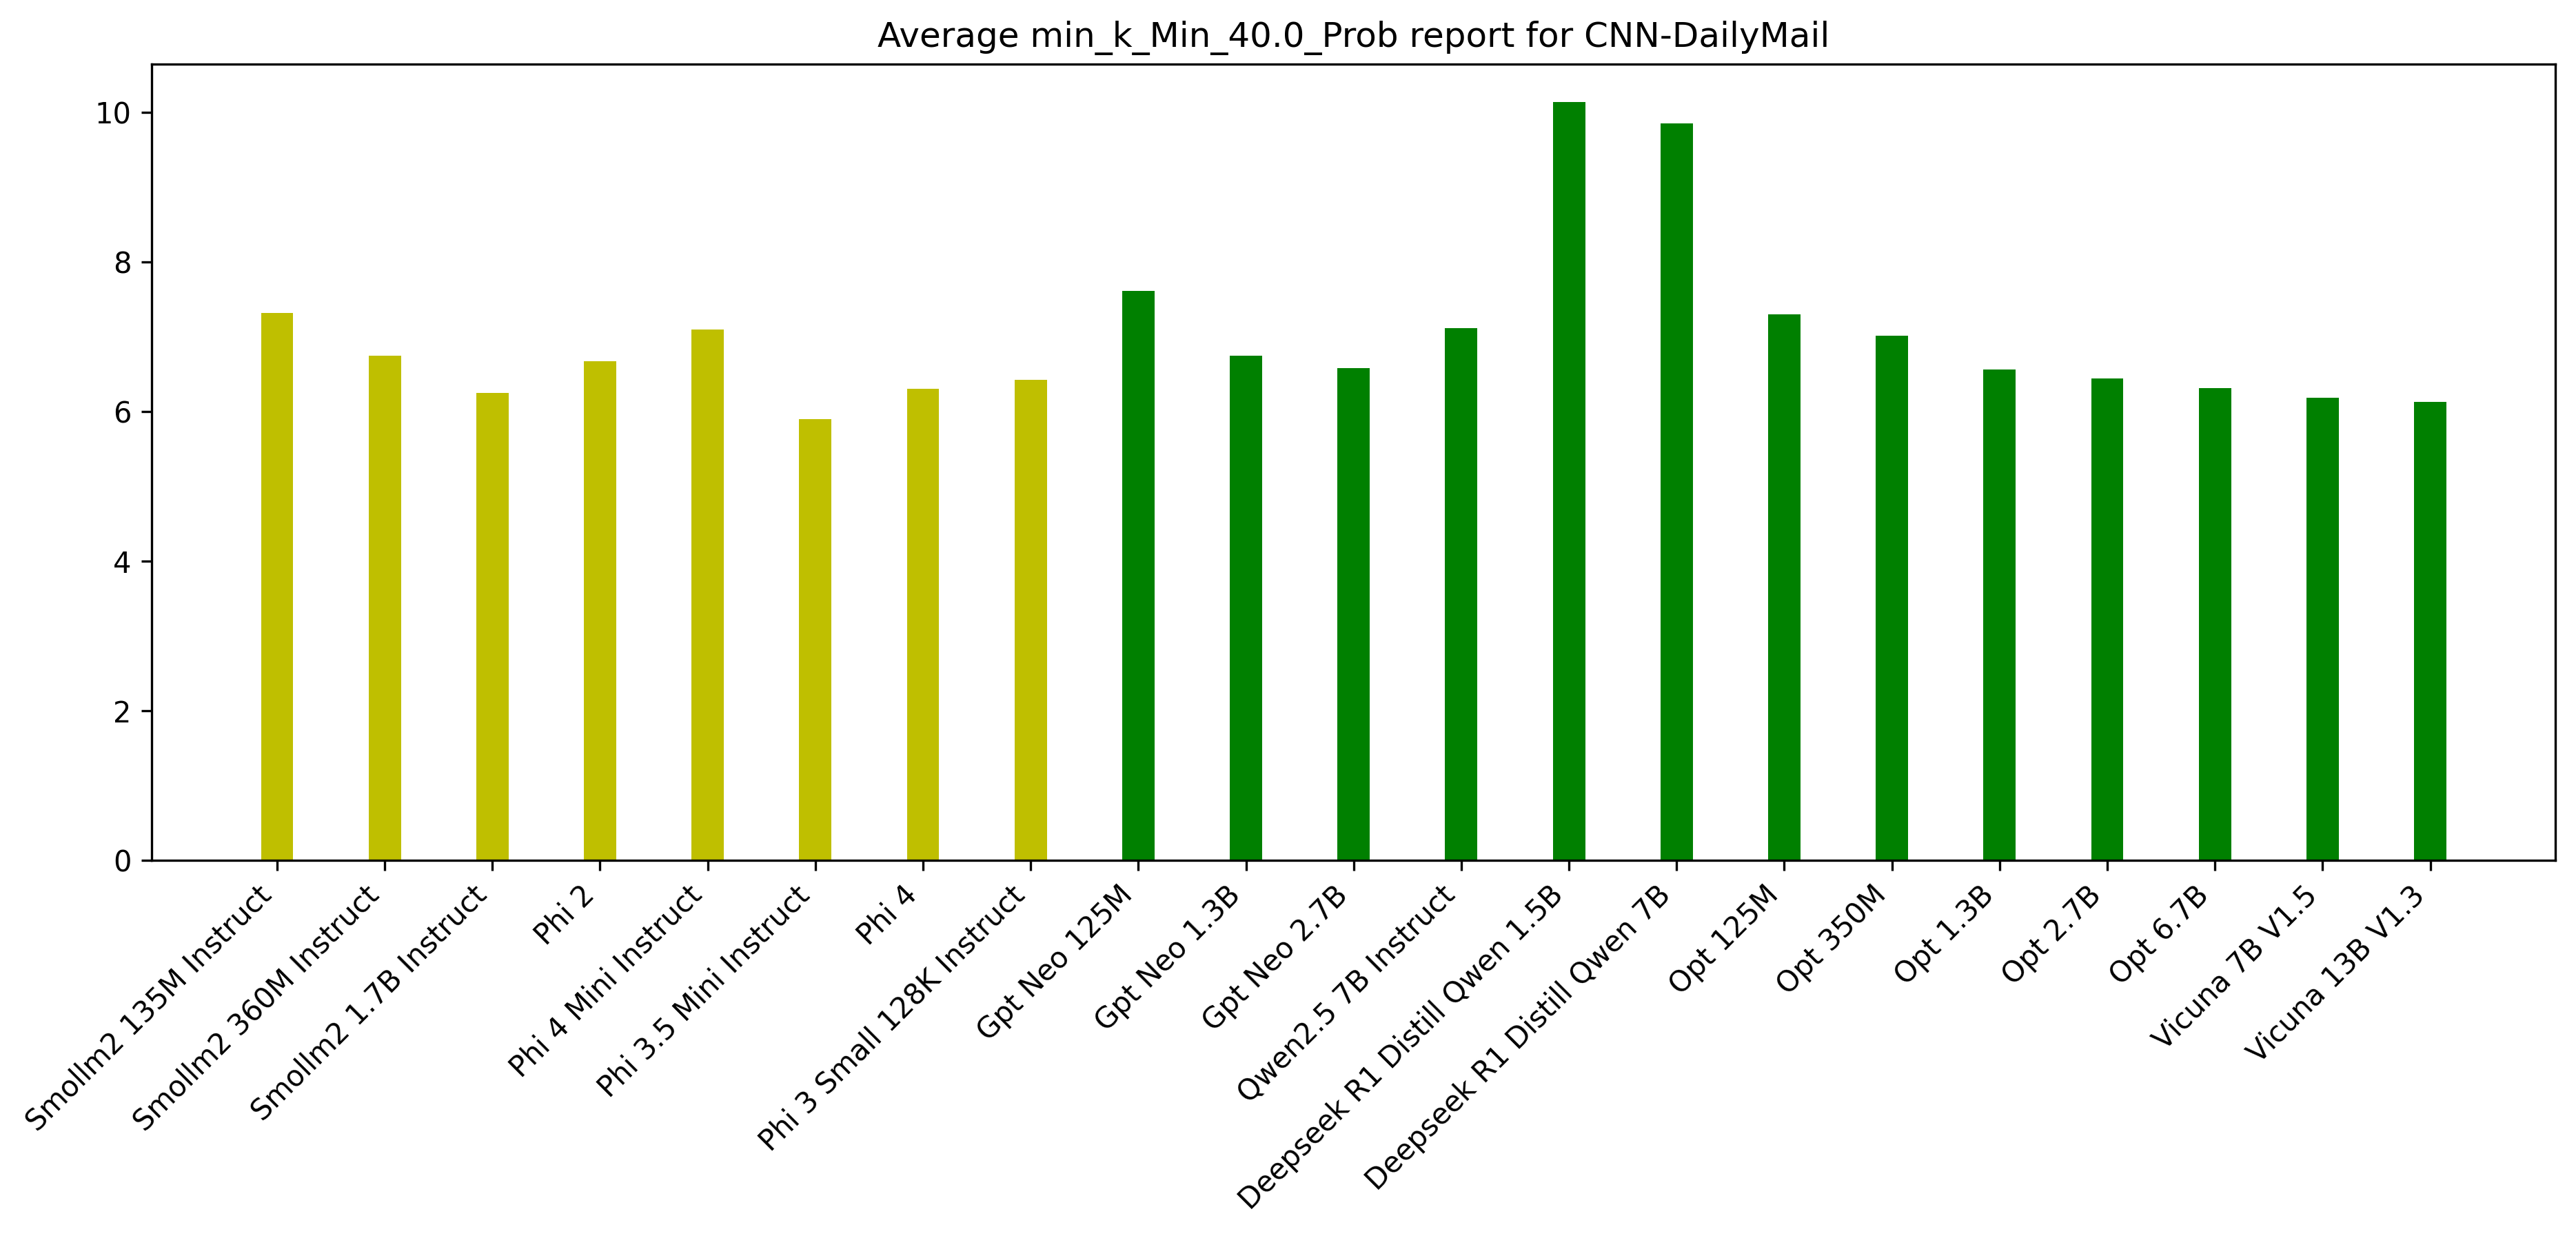 Average min_k_Min_40.0_Prob report for CNN-DailyMail
10
8
6
4
2
0
Smollm2 135M Instruct
Smollm2 360M Instruct
Smollm2 1.7B Instruct
Phi 2
Phi 4 Mini Instruct
Phi 3.5 Mini Instruct
Phi 4
Phi 3 Small 128K Instruct
Gpt Neo 125M
Gpt Neo 1.3B
Gpt Neo 2.7B
Qwen2.5 7B Instruct
Deepseek R1 Distill Qwen 1.5B
Deepseek R1 Distill Qwen 7B
Opt 125M
Opt 350M
Opt 1.3B
Opt 2.7B
Opt 6.7B
Vicuna 7B V1.5
Vicuna 13B V1.3